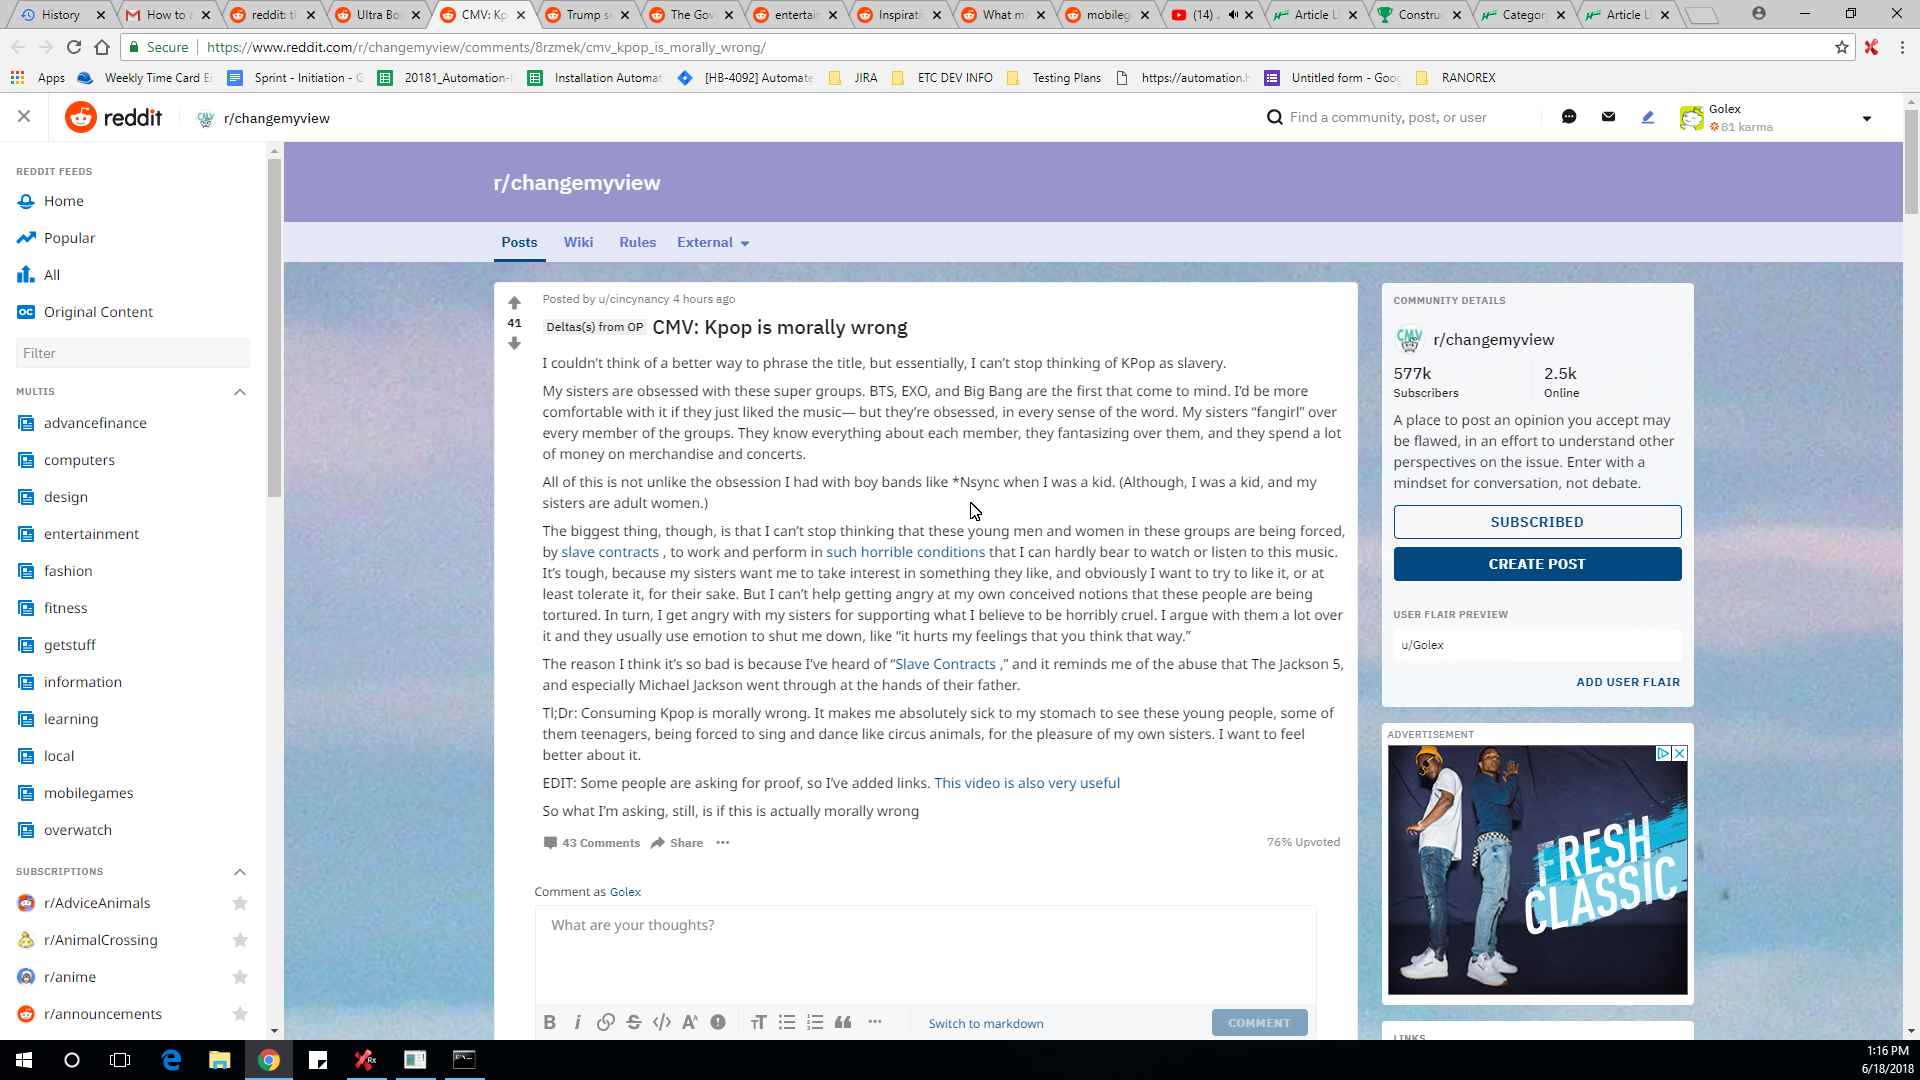 History
How to
reddit: t
Ultra Bo
CMV: Kp
Trump s
The Gov
entertai
Inspirat
What m
mobileg
(14)
Article L
Constru
Categor
Article L
Secure
https://www.reddit.com/r/changemyview/comments/8rzmek/cmv_kpop_is_morally_wrong/
Apps
Weekly Time Card E
Sprint - Initiation - G
20181_Automation-
Installation Automat
[HB-4092] Automate
JIRA
ETC DEV INFO
Testing Plans
https://automation.h
Untitled form - Goo
RANOREX
reddit
r/changemyview
Find a community, post, or user
Golex
81 karma
REDDIT FEEDS
Home
Popular
All
OC Original Content
Filter
MULTIS
advancefinance
computers
design
entertainment
fashion
fitness
getstuff
information
learning
local
mobilegames
overwatch
SUBSCRIPTIONS
r/AdviceAnimals
r/AnimalCrossing
r/anime
r/announcements
r/changemyview
Posts
Wiki
Rules
External
41
Posted by u/cincynancy 4 hours ago
Deltas(s) from OP CMV: Kpop is morally wrong
I couldn't think of a better way to phrase the title, but essentially, I can't stop thinking of KPop as slavery.
My sisters are obsessed with these super groups. BTS, EXO, and Big Bang are the first that come to mind. I'd be more
comfortable with it if they just liked the music— but they're obsessed, in every sense of the word. My sisters “fangirl” over
every member of the groups. They know everything about each member, they fantasizing over them, and they spend a lot
of money on merchandise and concerts.
All of this is not unlike the obsession I had with boy bands like *Nsync when I was a kid. (Although, I was a kid, and my
sisters are adult women.)
The biggest thing, though, is that I can't stop thinking that these young men and women in these groups are being forced,
by slave contracts , to work and perform in such horrible conditions that I can hardly bear to watch or listen to this music.
It's tough, because my sisters want me to take interest in something they like, and obviously I want to try to like it, or at
least tolerate it, for their sake. But I can't help getting angry at my own conceived notions that these people are being
tortured. In turn, I get angry with my sisters for supporting what I believe to be horribly cruel. I argue with them a lot over
it and they usually use emotion to shut me down, like “it hurts my feelings that you think that way.”
The reason I think it's so bad is because I've heard of “Slave Contracts ,” and it reminds me of the abuse that The Jackson 5,
and especially Michael Jackson went through at the hands of their father.
Tl;Dr: Consuming Kpop is morally wrong. It makes me absolutely sick to my stomach to see these young people, some of
them teenagers, being forced to sing and dance like circus animals, for the pleasure of my own sisters. I want to feel
better about it.
EDIT: Some people are asking for proof, so I've added links. This video is also very useful
So what I'm asking, still, is if this is actually morally wrong
43 Comments
Share
76% Upvoted
Comment as Golex
What are your thoughts?
Switch to markdown
COMMENT
COMMUNITY DETAILS
CMV
r/changemyview
577k
Subscribers
2.5k
Online
A place to post an opinion you accept may
be flawed, in an effort to understand other
perspectives on the issue. Enter with a
mindset for conversation, not debate.
SUBSCRIBED
CREATE POST
USER FLAIR PREVIEW
u/Golex
ADD USER FLAIR
ADVERTISEMENT
FRESH
CLASSIC
LINKS
1:16 PM
6/18/2018